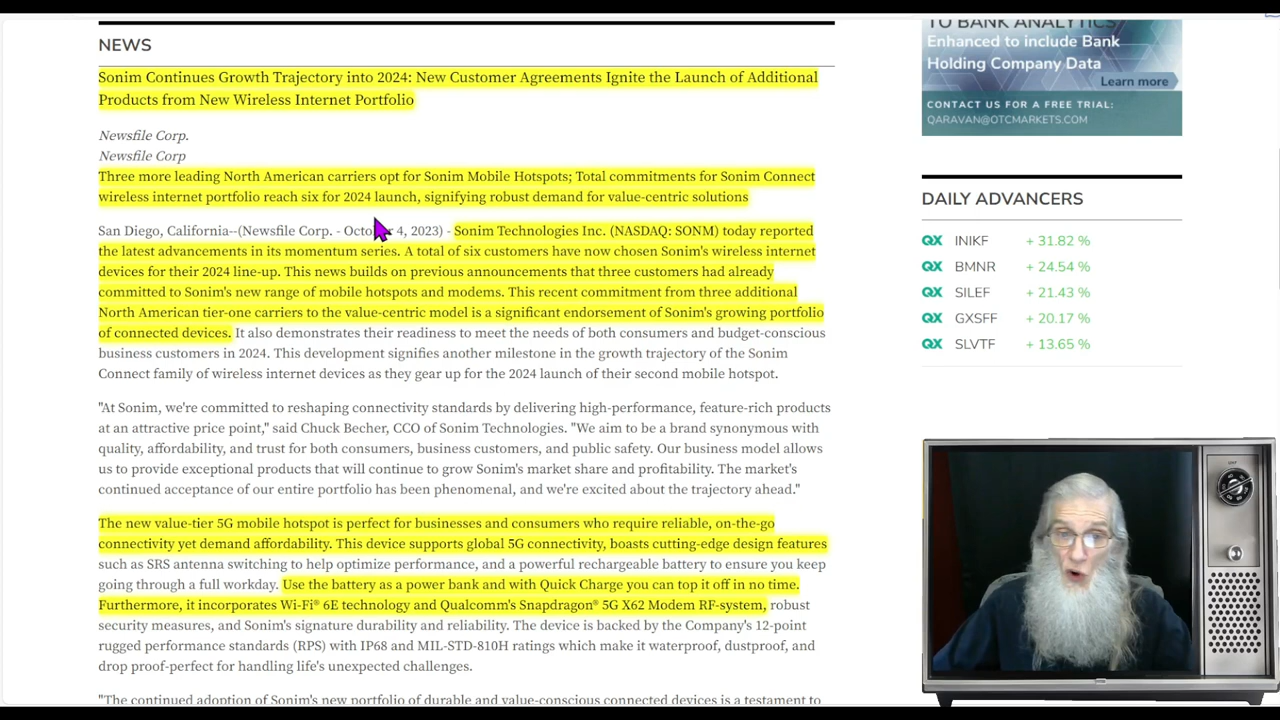 NEWS
Sonim Continues Growth Trajectory into 2024: New Customer Agreements Ignite the Launch of Additional
Products from New Wireless Internet Portfolio
Newsfile Corp.
Newsfile Corp
Three more leading North American carriers opt for Sonim Mobile Hotspots; Total commitments for Sonim Connect
wireless internet portfolio reach six for 2024 launch, signifying robust demand for value-centric solutions
San Diego, California--(Newsfile Corp. - October 4, 2023) - Sonim Technologies Inc. (NASDAQ: SONM) today reported
the latest advancements in its momentum series. A total of six customers have now chosen Sonim's wireless internet
devices for their 2024 line-up. This news builds on previous announcements that three customers had already
committed to Sonim's new range of mobile hotspots and modems. This recent commitment from three additional
North American tier-one carriers to the value-centric model is a significant endorsement of Sonim's growing portfolio
of connected devices. It also demonstrates their readiness to meet the needs of both consumers and budget-conscious
business customers in 2024. This development signifies another milestone in the growth trajectory of the Sonim
Connect family of wireless internet devices as they gear up for the 2024 launch of their second mobile hotspot.
"At Sonim, we're committed to reshaping connectivity standards by delivering high-performance, feature-rich products
at an attractive price point," said Chuck Becher, CCO of Sonim Technologies. "We aim to be a brand synonymous with
quality, affordability, and trust for both consumers, business customers, and public safety. Our business model allows
us to provide exceptional products that will continue to grow Sonim's market share and profitability. The market's
continued acceptance of our entire portfolio has been phenomenal, and we're excited about the trajectory ahead."
The new value-tier 5G mobile hotspot is perfect for businesses and consumers who require reliable, on-the-go
connectivity yet demand affordability. This device supports global 5G connectivity, boasts cutting-edge design features
such as SRS antenna switching to help optimize performance, and a powerful rechargeable battery to ensure you keep
going through a full workday. Use the battery as a power bank and with Quick Charge you can top it off in no time.
Furthermore, it incorporates Wi-Fi® 6E technology and Qualcomm's Snapdragon® 5G X62 Modem RF-system, robust
security measures, and Sonim's signature durability and reliability. The device is backed by the Company's 12-point
rugged performance standards (RPS) with IP68 and MIL-STD-810H ratings which make it waterproof, dustproof, and
drop proof-perfect for handling life's unexpected challenges.
"The continued adoption of Sonim's new portfolio of durable and value-conscious connected devices is a testament to
TO BANK ANALYTICS
Enhanced to include Bank
Holding Company Data
Learn more
CONTACT US FOR A FREE TRIAL:
QARAVAN@OTCMARKETS.COM
DAILY ADVANCERS
QX INIKF + 31.82 %
QX BMNR + 24.54 %
QX SILEF + 21.43 %
QX GXSFF + 20.17 %
QX SLVTF + 13.65 %